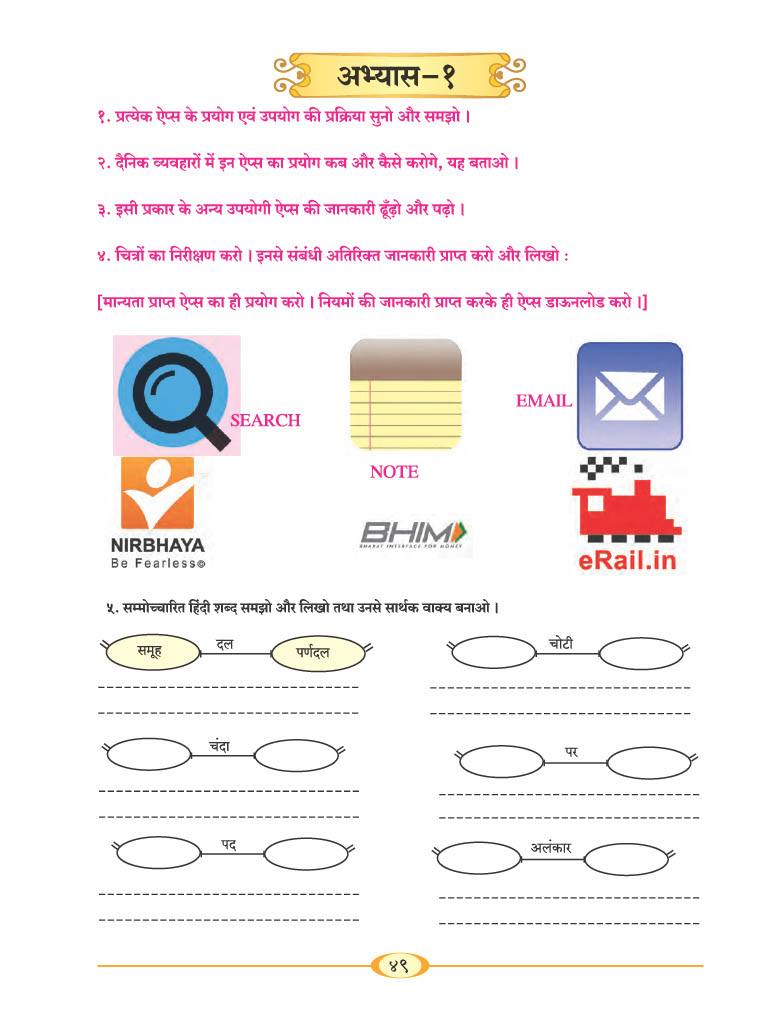 अभ्यास-१
१. प्रत्येक ऐप्स के प्रयोग एवं उपयोग की प्रक्रिया सुनो और समझो ।
२. दैनिक व्यवहारों में इन ऐप्स का प्रयोग कब और कैसे करोगे, यह बताओ ।
३. इसी प्रकार के अन्य उपयोगी ऐप्स की जानकारी ढूँढ़ो और पढ़ो ।
४. चित्रों का निरीक्षण करो । इनसे संबंधी अतिरिक्त जानकारी प्राप्त करो और लिखो :
[मान्यता प्राप्त ऐप्स का ही प्रयोग करो । नियमों की जानकारी प्राप्त करके ही ऐप्स डाऊनलोड करो ।]
SEARCH
NOTE
EMAIL
NIRBHAYA
Be Fearless©
BHIM
BHARAT INTERFACE FOR MONEY
eRail.in
५. सम्मोच्चारित हिंदी शब्द समझो और लिखो तथा उनसे सार्थक वाक्य बनाओ ।
समूह दल पर्णदल
चोटी
चंदा
पर
पद
अलंकार
४९